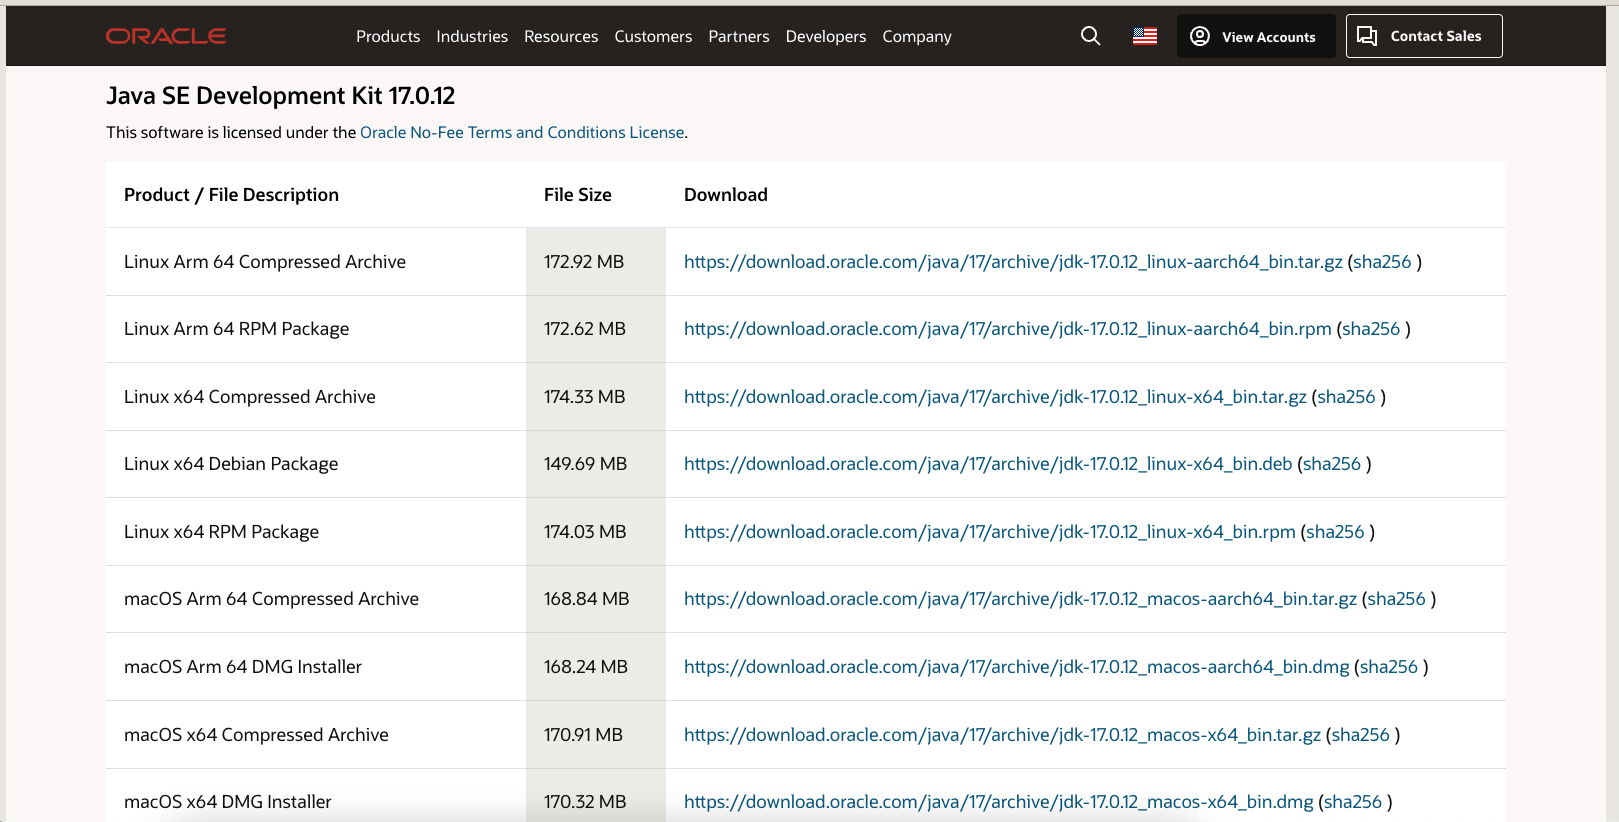 ORACLE Products Industries Resources Customers Partners Developers Company View Accounts Contact Sales
Java SE Development Kit 17.0.12
This software is licensed under the Oracle No-Fee Terms and Conditions License.
Product / File Description File Size Download
Linux Arm 64 Compressed Archive 172.92 MB https://download.oracle.com/java/17/archive/jdk-17.0.12_linux-aarch64_bin.tar.gz (sha256 )
Linux Arm 64 RPM Package 172.62 MB https://download.oracle.com/java/17/archive/jdk-17.0.12_linux-aarch64_bin.rpm (sha256 )
Linux x64 Compressed Archive 174.33 MB https://download.oracle.com/java/17/archive/jdk-17.0.12_linux-x64_bin.tar.gz (sha256 )
Linux x64 Debian Package 149.69 MB https://download.oracle.com/java/17/archive/jdk-17.0.12_linux-x64_bin.deb (sha256 )
Linux x64 RPM Package 174.03 MB https://download.oracle.com/java/17/archive/jdk-17.0.12_linux-x64_bin.rpm (sha256 )
macOS Arm 64 Compressed Archive 168.84 MB https://download.oracle.com/java/17/archive/jdk-17.0.12_macos-aarch64_bin.tar.gz (sha256 )
macOS Arm 64 DMG Installer 168.24 MB https://download.oracle.com/java/17/archive/jdk-17.0.12_macos-aarch64_bin.dmg (sha256 )
macOS x64 Compressed Archive 170.91 MB https://download.oracle.com/java/17/archive/jdk-17.0.12_macos-x64_bin.tar.gz (sha256 )
macOS x64 DMG Installer 170.32 MB https://download.oracle.com/java/17/archive/jdk-17.0.12_macos-x64_bin.dmg (sha256 )